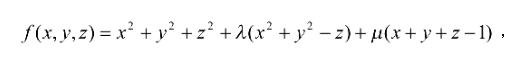 f(x,y,z) = x² + y² + z² + λ(x² + y² − z) + μ(x + y + z − 1) ，